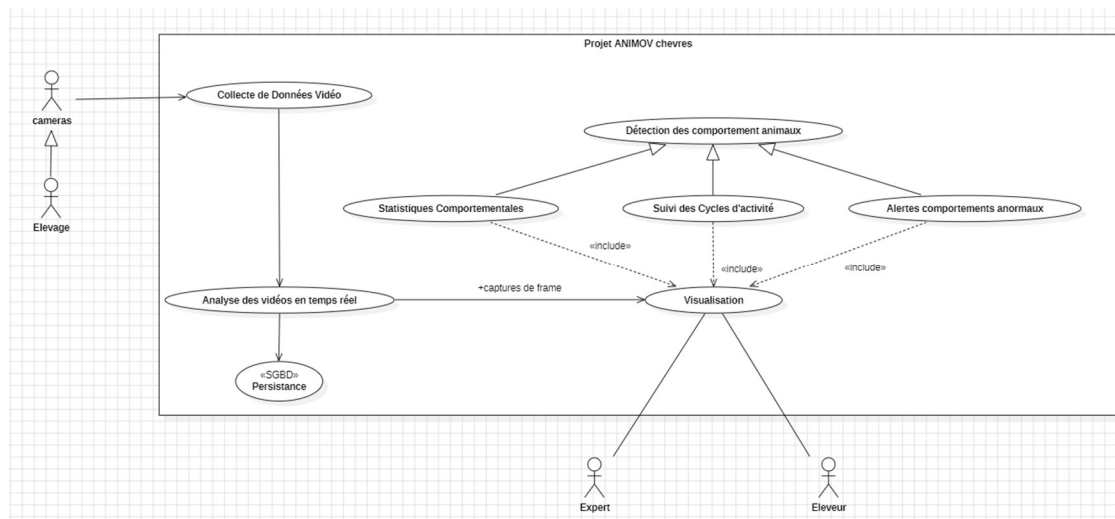 Projet ANIMOV chevres
cameras
Elevage
Collecte de Données Vidéo
Détection des comportement animaux
Statistiques Comportementales
Suivi des Cycles d'activité
Alertes comportements anormaux
«include»
«include»
«include»
Analyse des vidéos en temps réel
+captures de frame
Visualisation
«SGBD»
Persistance
Expert
Eleveur